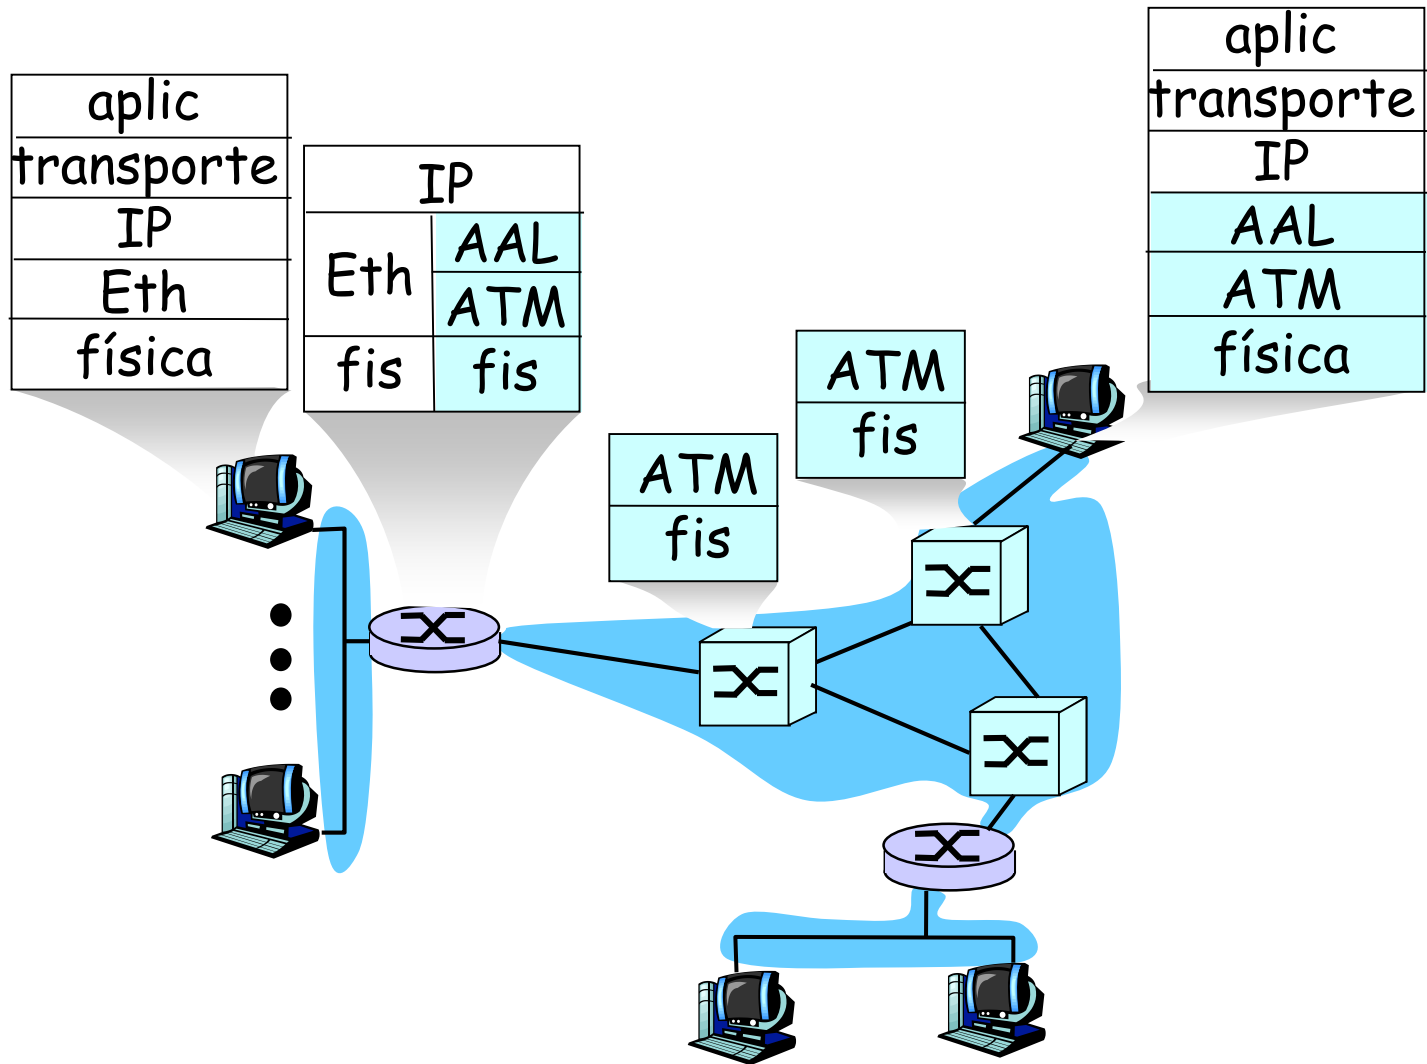 aplic
transporte
IP
Eth
física
IP
Eth
AAL
ATM
fis
fis
ATM
fis
ATM
fis
aplic
transporte
IP
AAL
ATM
física